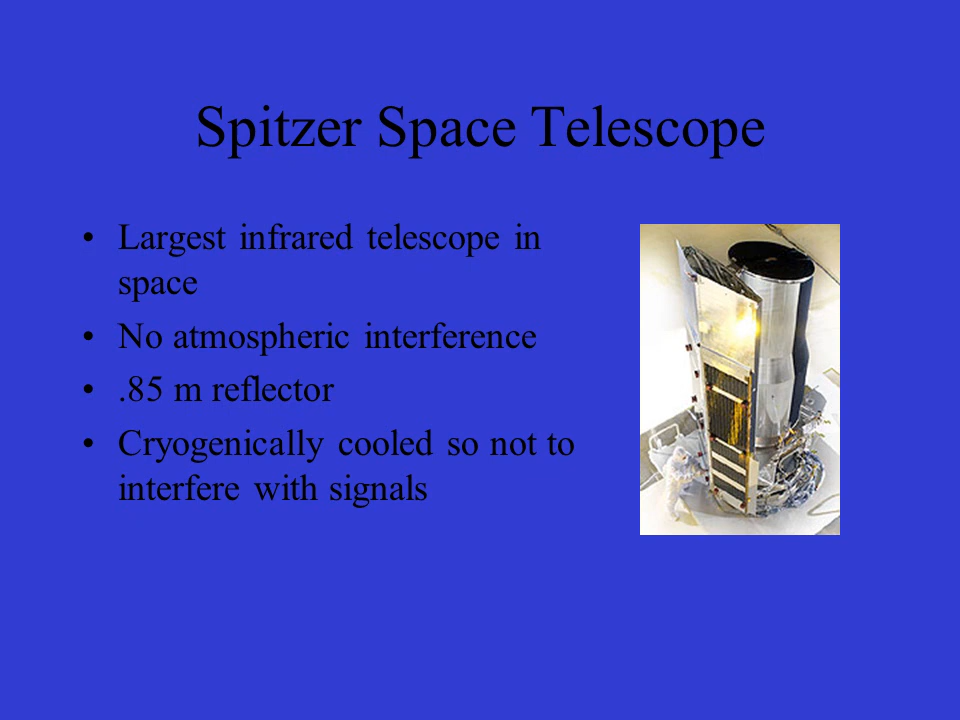 Spitzer Space Telescope
• Largest infrared telescope in
space
• No atmospheric interference
• .85 m reflector
• Cryogenically cooled so not to
interfere with signals